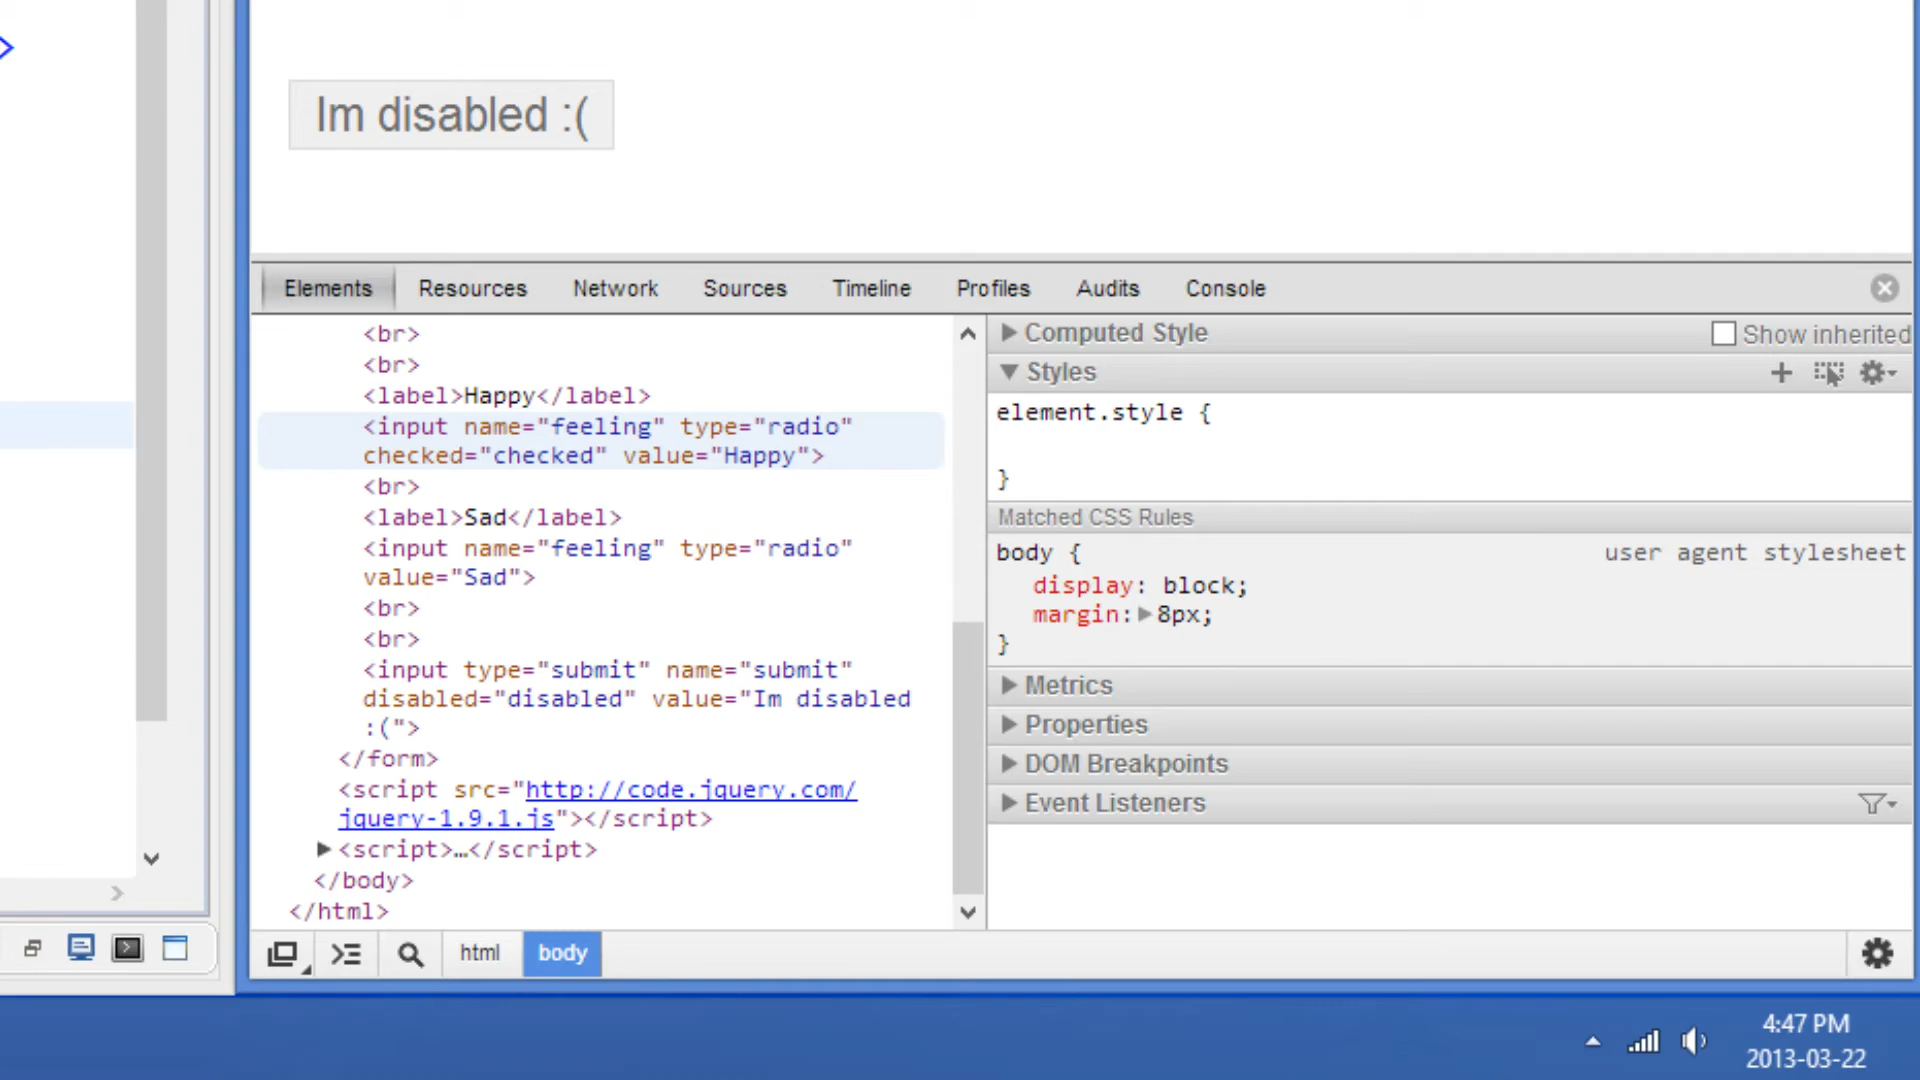 >
Im disabled :(
Elements Resources Network Sources Timeline Profiles Audits Console
<br>
<br>
<label>Happy</label>
<input name="feeling" type="radio"
checked="checked" value="Happy">
<br>
<label>Sad</label>
<input name="feeling" type="radio"
value="Sad">
<br>
<br>
<input type="submit" name="submit"
disabled="disabled" value="Im disabled
:(">
</form>
<script src="http://code.jquery.com/
jquery-1.9.1.js"></script>
<script>…</script>
</body>
</html>
Computed Style Show inherited
Styles
element.style {
}
Matched CSS Rules
body { user agent stylesheet
display: block;
margin: 8px;
}
Metrics
Properties
DOM Breakpoints
Event Listeners
html body
4:47 PM
2013-03-22